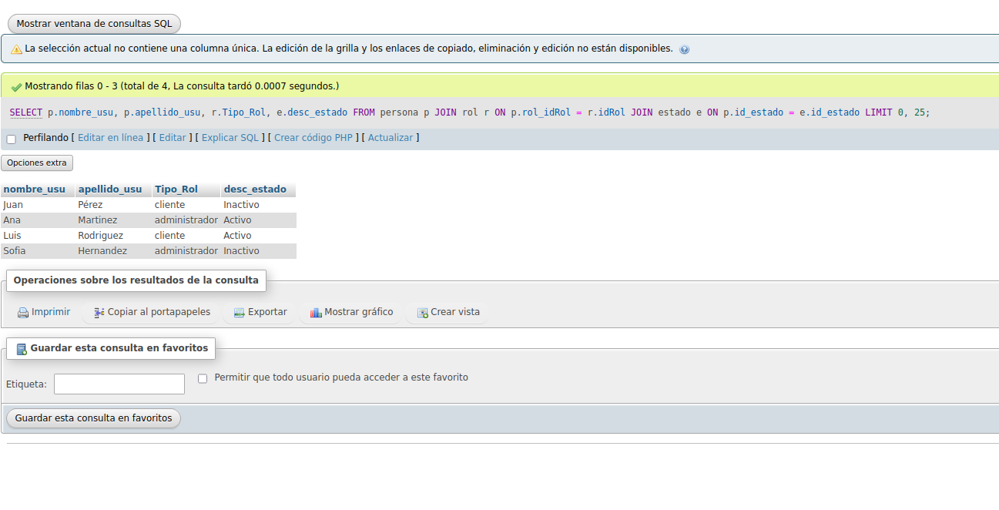 Mostrar ventana de consultas SQL
La selección actual no contiene una columna única. La edición de la grilla y los enlaces de copiado, eliminación y edición no están disponibles.
Mostrando filas 0 - 3 (total de 4, La consulta tardó 0.0007 segundos.)
SELECT p.nombre_usu, p.apellido_usu, r.Tipo_Rol, e.desc_estado FROM persona p JOIN rol r ON p.rol_idRol = r.idRol JOIN estado e ON p.id_estado = e.id_estado LIMIT 0, 25;
Perfilando [ Editar en línea ] [ Editar ] [ Explicar SQL ] [ Crear código PHP ] [ Actualizar ]
Opciones extra
nombre_usu apellido_usu Tipo_Rol desc_estado
Juan Pérez cliente Inactivo
Ana Martinez administrador Activo
Luis Rodriguez cliente Activo
Sofia Hernandez administrador Inactivo
Operaciones sobre los resultados de la consulta
Imprimir Copiar al portapapeles Exportar Mostrar gráfico Crear vista
Guardar esta consulta en favoritos
Etiqueta: Permitir que todo usuario pueda acceder a este favorito
Guardar esta consulta en favoritos